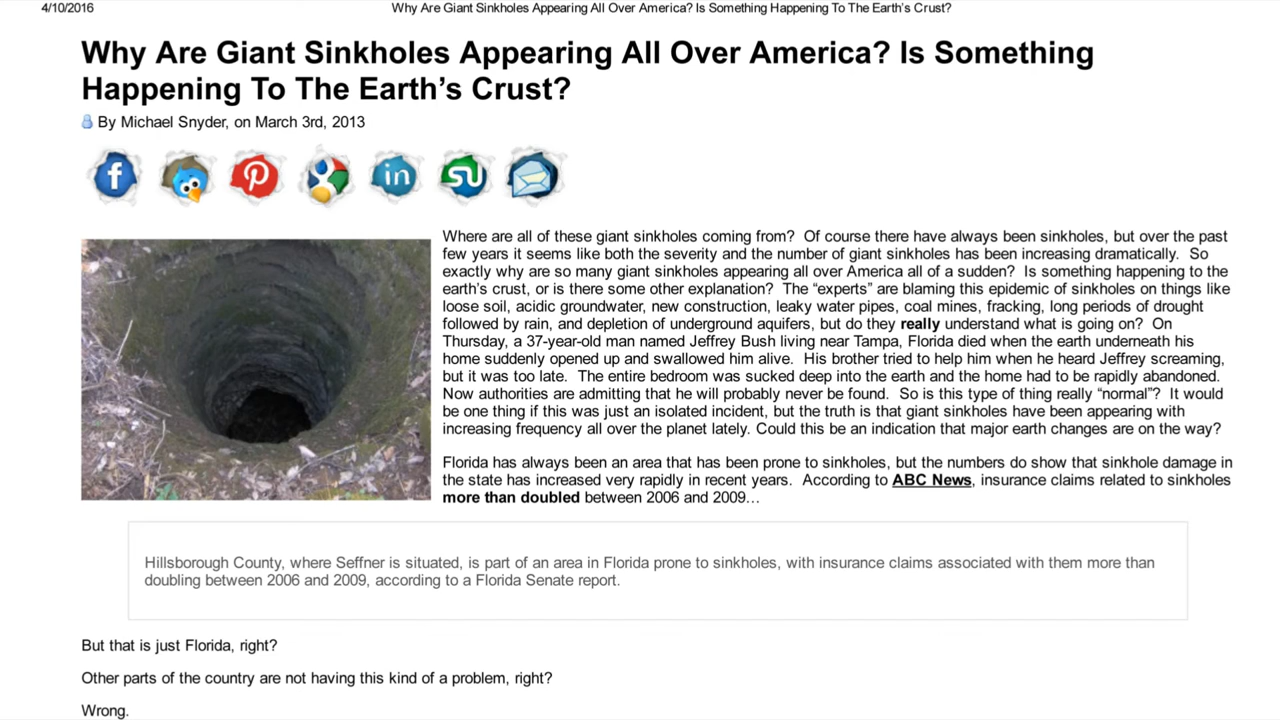 4/10/2016 Why Are Giant Sinkholes Appearing All Over America? Is Something Happening To The Earth's Crust?
Why Are Giant Sinkholes Appearing All Over America? Is Something
Happening To The Earth's Crust?
By Michael Snyder, on March 3rd, 2013
f
in
Where are all of these giant sinkholes coming from? Of course there have always been sinkholes, but over the past
few years it seems like both the severity and the number of giant sinkholes has been increasing dramatically. So
exactly why are so many giant sinkholes appearing all over America all of a sudden? Is something happening to the
earth's crust, or is there some other explanation? The “experts” are blaming this epidemic of sinkholes on things like
loose soil, acidic groundwater, new construction, leaky water pipes, coal mines, fracking, long periods of drought
followed by rain, and depletion of underground aquifers, but do they really understand what is going on? On
Thursday, a 37-year-old man named Jeffrey Bush living near Tampa, Florida died when the earth underneath his
home suddenly opened up and swallowed him alive. His brother tried to help him when he heard Jeffrey screaming,
but it was too late. The entire bedroom was sucked deep into the earth and the home had to be rapidly abandoned.
Now authorities are admitting that he will probably never be found. So is this type of thing really “normal”? It would
be one thing if this was just an isolated incident, but the truth is that giant sinkholes have been appearing with
increasing frequency all over the planet lately. Could this be an indication that major earth changes are on the way?
Florida has always been an area that has been prone to sinkholes, but the numbers do show that sinkhole damage in
the state has increased very rapidly in recent years. According to ABC News, insurance claims related to sinkholes
more than doubled between 2006 and 2009…
Hillsborough County, where Seffner is situated, is part of an area in Florida prone to sinkholes, with insurance claims associated with them more than
doubling between 2006 and 2009, according to a Florida Senate report.
But that is just Florida, right?
Other parts of the country are not having this kind of a problem, right?
Wrong.